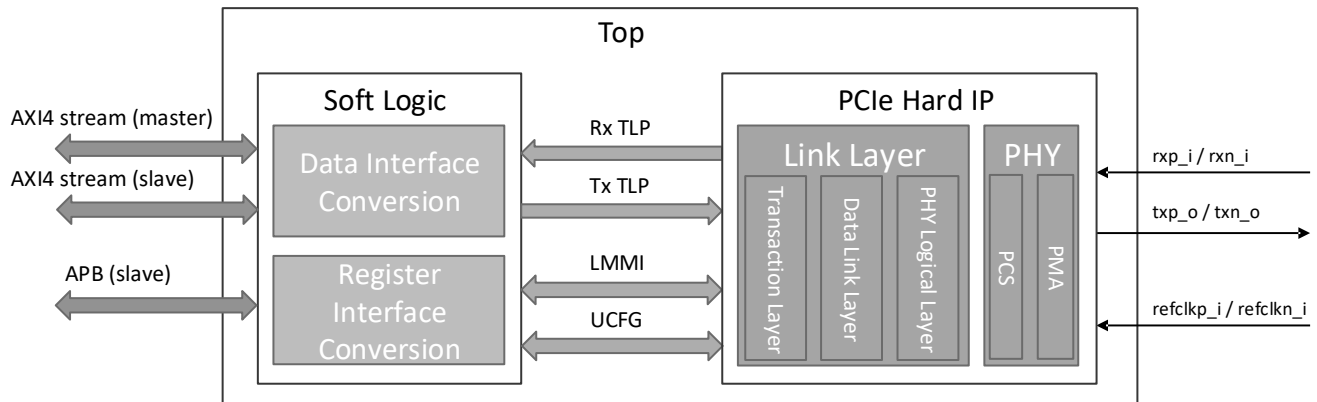 Top
Soft Logic
PCIe Hard IP
AXI4 stream (master)
AXI4 stream (slave)
APB (slave)
Data Interface
Conversion
Register
Interface
Conversion
Rx TLP
Tx TLP
LMMI
UCFG
Link Layer
Transaction Layer
Data Link Layer
PHY Logical Layer
PHY
PCS
PMA
rxp_i / rxn_i
txp_o / txn_o
refclkp_i / refclkn_i